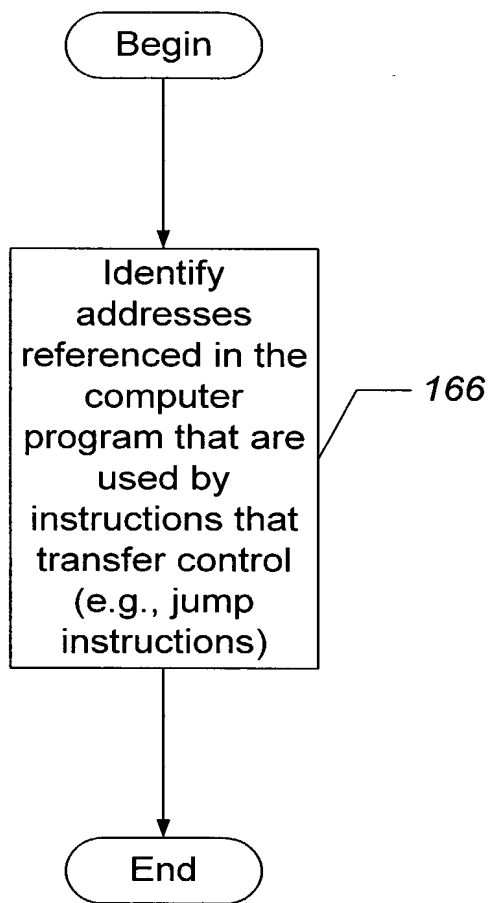 Begin
Identify
addresses
referenced in the
computer
program that are
used by
instructions that
transfer control
(e.g., jump
instructions)
166
End